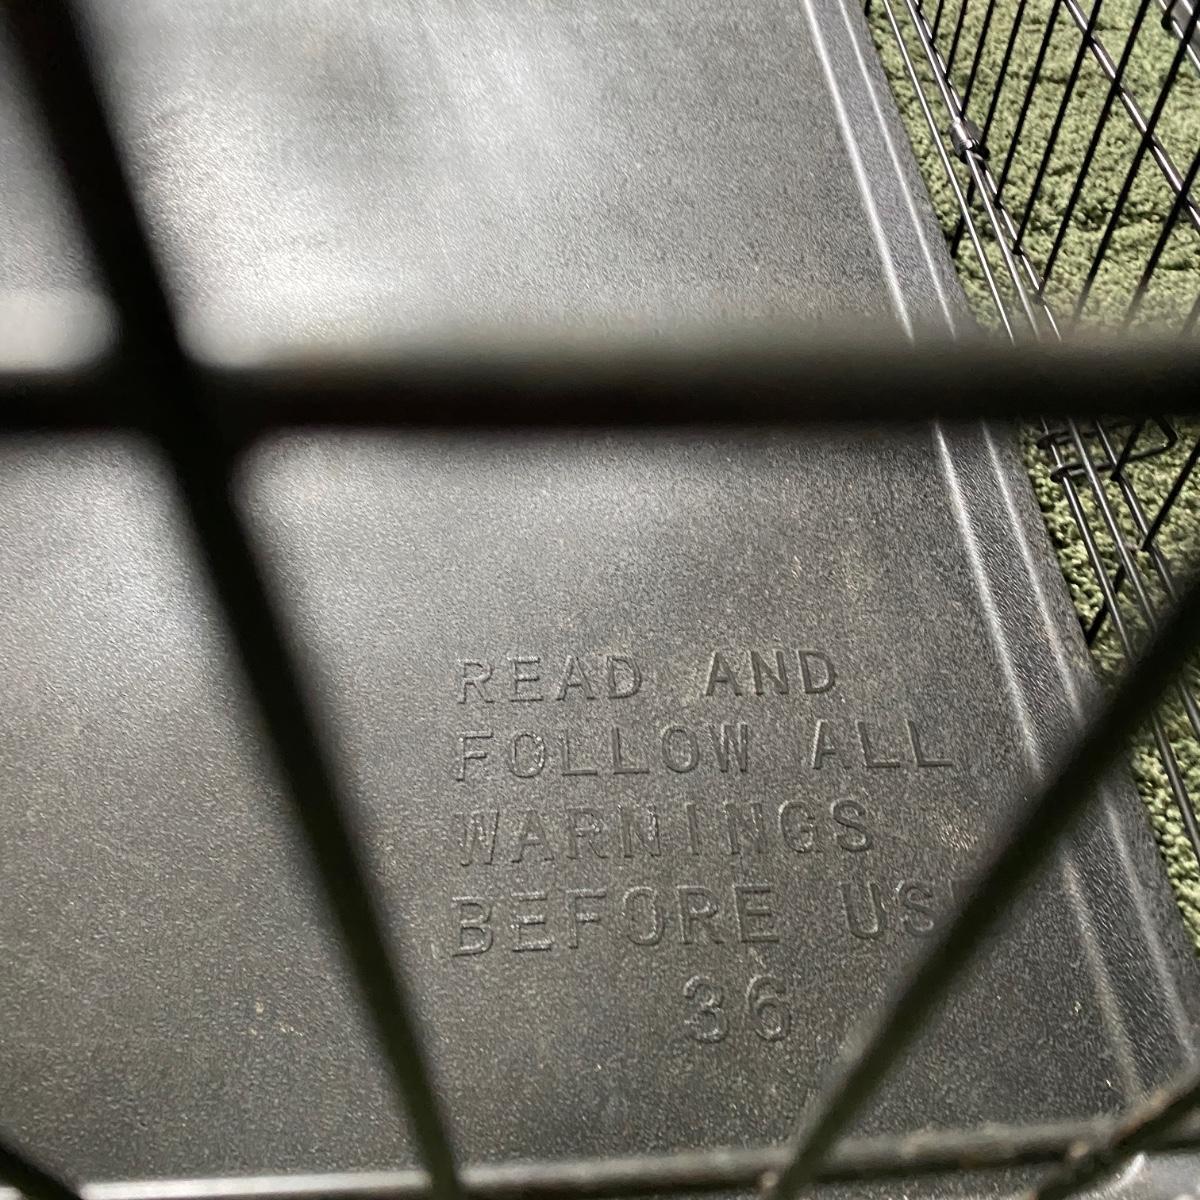 READ AND
FOLLOW ALL
WARNINGS
BEFORE US
36